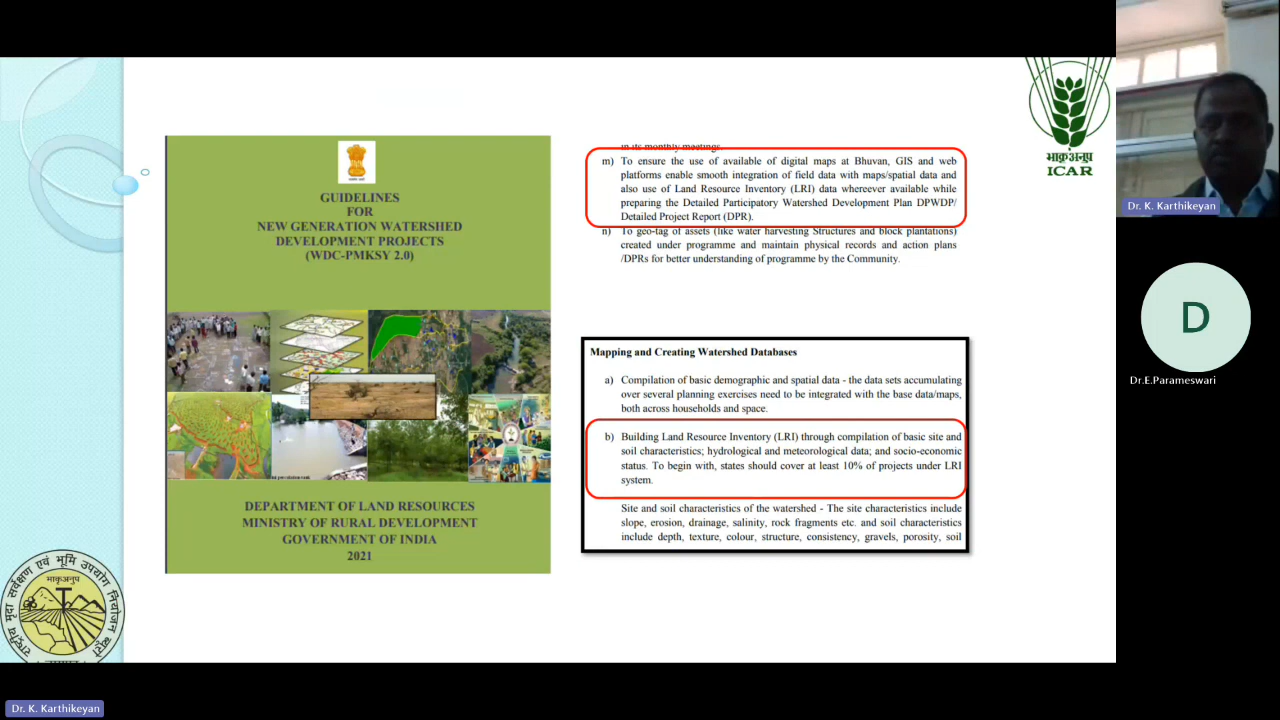 GUIDELINES
FOR
NEW GENERATION WATERSHED
DEVELOPMENT PROJECTS
(WDC-PMKSY 2.0)
DEPARTMENT OF LAND RESOURCES
MINISTRY OF RURAL DEVELOPMENT
GOVERNMENT OF INDIA
2021
in its monthly meetings.
m) To ensure the use of available of digital maps at Bhuvan, GIS and web
platforms enable smooth integration of field data with maps/spatial data and
also use of Land Resource Inventory (LRI) data whereever available while
preparing the Detailed Participatory Watershed Development Plan DPWDP/
Detailed Project Report (DPR).
n) To geo-tag of assets (like water harvesting Structures and block plantations)
created under programme and maintain physical records and action plans
/DPRs for better understanding of programme by the Community.
Mapping and Creating Watershed Databases
a) Compilation of basic demographic and spatial data - the data sets accumulating
over several planning exercises need to be integrated with the base data/maps,
both across households and space.
b) Building Land Resource Inventory (LRI) through compilation of basic site and
soil characteristics; hydrological and meteorological data; and socio-economic
status. To begin with, states should cover at least 10% of projects under LRI
system.
Site and soil characteristics of the watershed - The site characteristics include
slope, erosion, drainage, salinity, rock fragments etc. and soil characteristics
include depth, texture, colour, structure, consistency, gravels, porosity, soil
भाकृअनुप
ICAR
भाकृअनुप
Dr. K. Karthikeyan
D
Dr.E.Parameswari
Dr. K. Karthikeyan